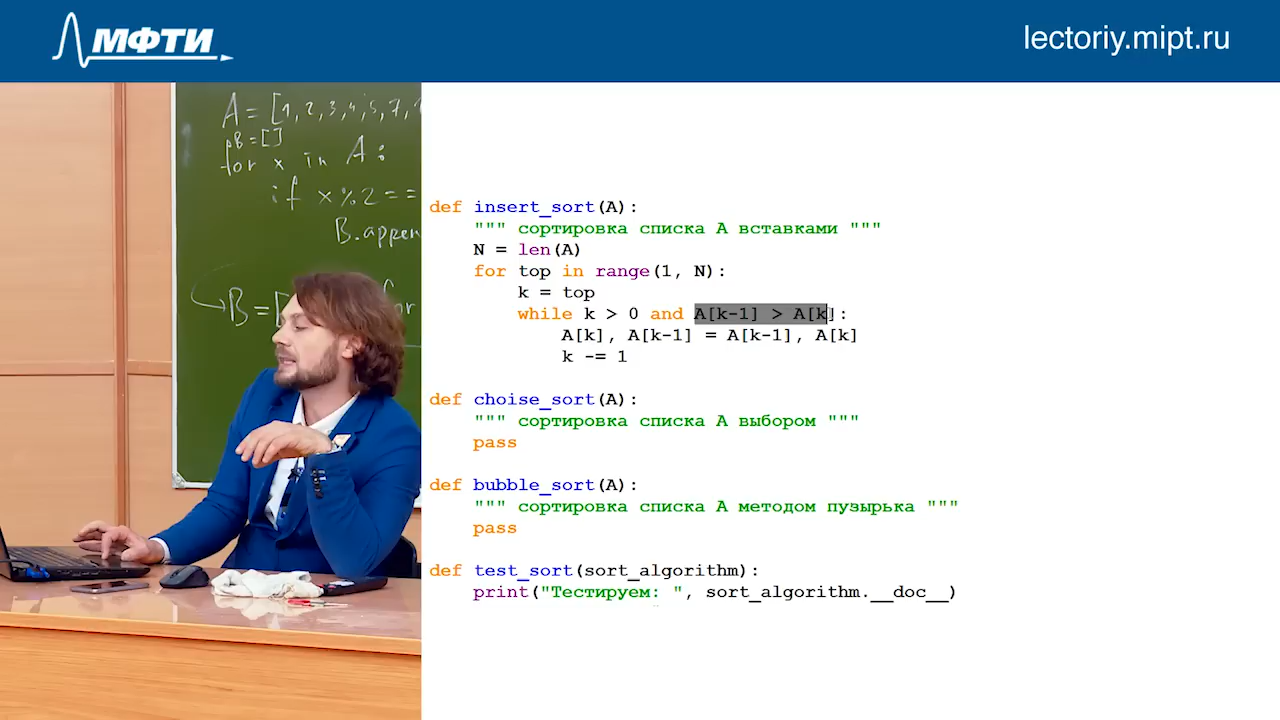 МФТИ
lectoriy.mipt.ru
A = [1, 2, 3, 4, 5, 7,
B=[]
for x in A:
if x%2==
B.appen
B=[
for
def insert_sort(A):
""" сортировка списка A вставками """
N = len(A)
for top in range(1, N):
k = top
while k > 0 and A[k-1] > A[k]:
A[k], A[k-1] = A[k-1], A[k]
k -= 1
def choise_sort(A):
""" сортировка списка A выбором """
pass
def bubble_sort(A):
""" сортировка списка A методом пузырька """
pass
def test_sort(sort_algorithm):
print("Тестируем: ", sort_algorithm.__doc__)